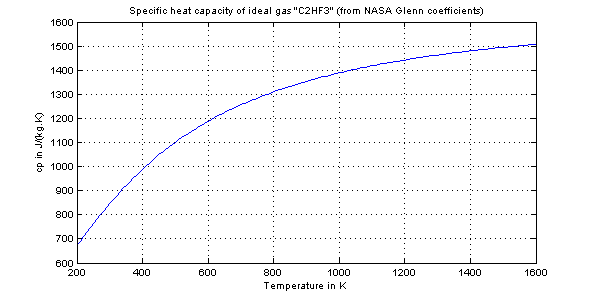 Specific heat capacity of ideal gas "C2HF3" (from NASA Glenn coefficients)
1600
1500
1400
1300
1200
1100
1000
900
800
700
600
cp in J/(kg.K)
200 400 600 800 1000 1200 1400 1600
Temperature in K